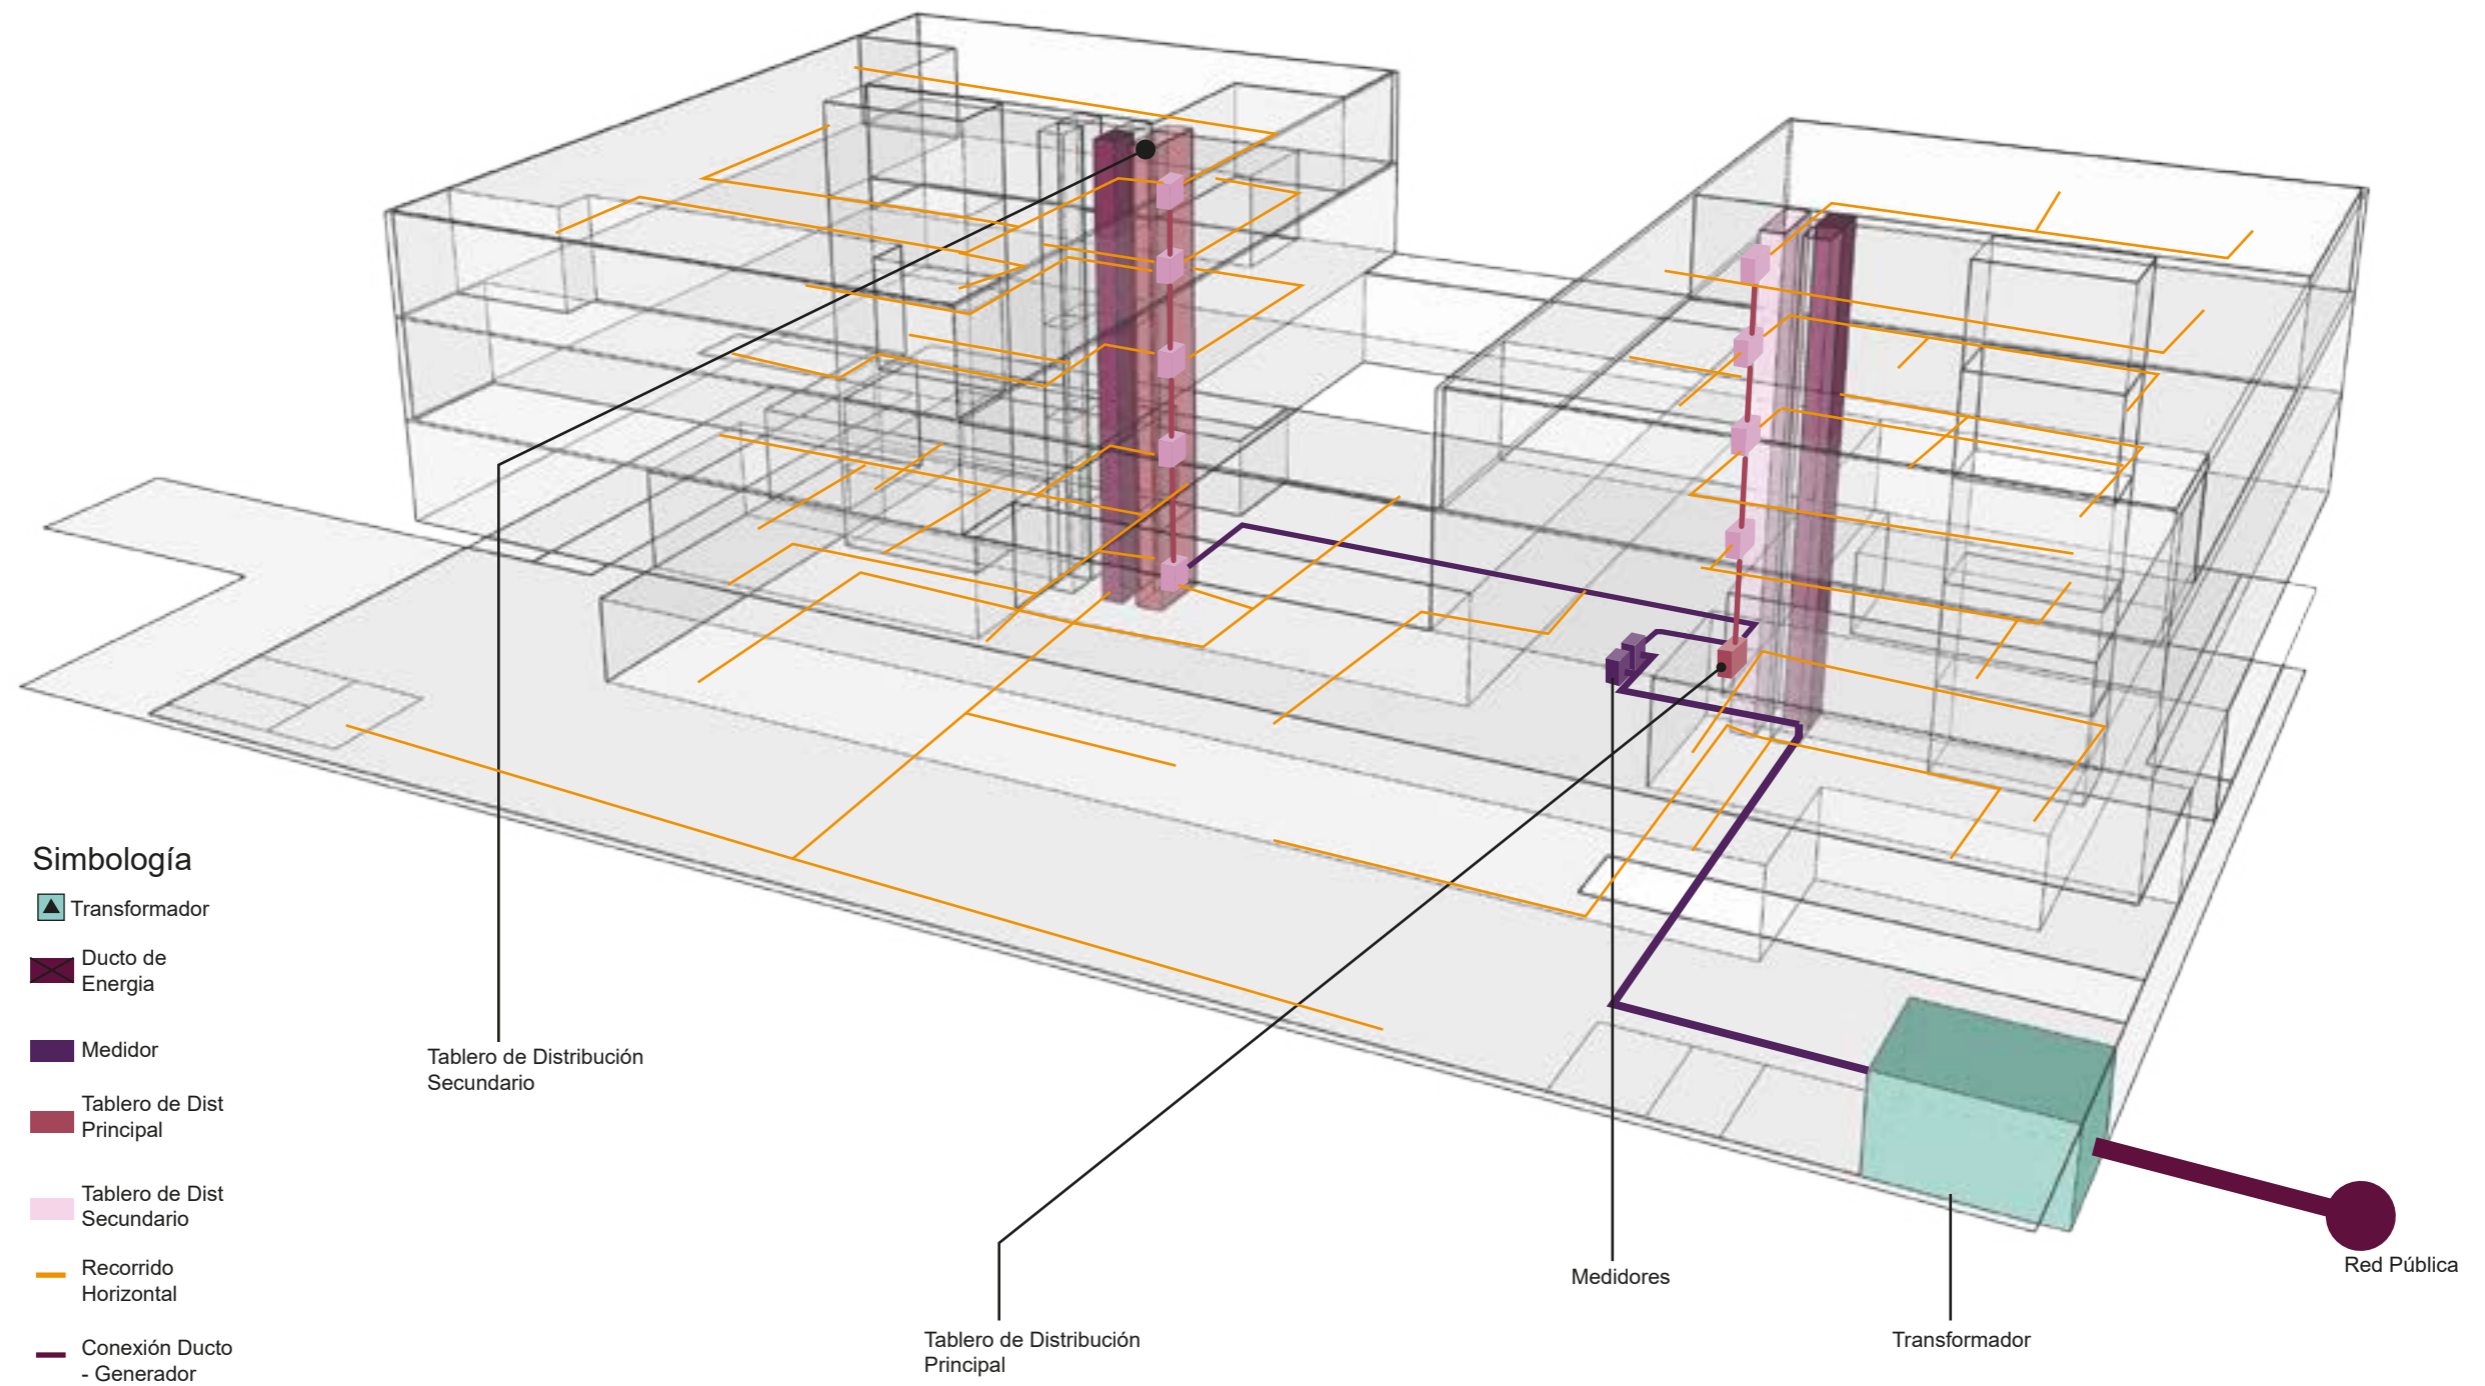 Simbología
Transformador
Ducto de
Energia
Medidor
Tablero de Dist
Principal
Tablero de Dist
Secundario
Recorrido
Horizontal
Conexión Ducto
- Generador
Tablero de Distribución
Secundario
Tablero de Distribución
Principal
Medidores
Transformador
Red Pública